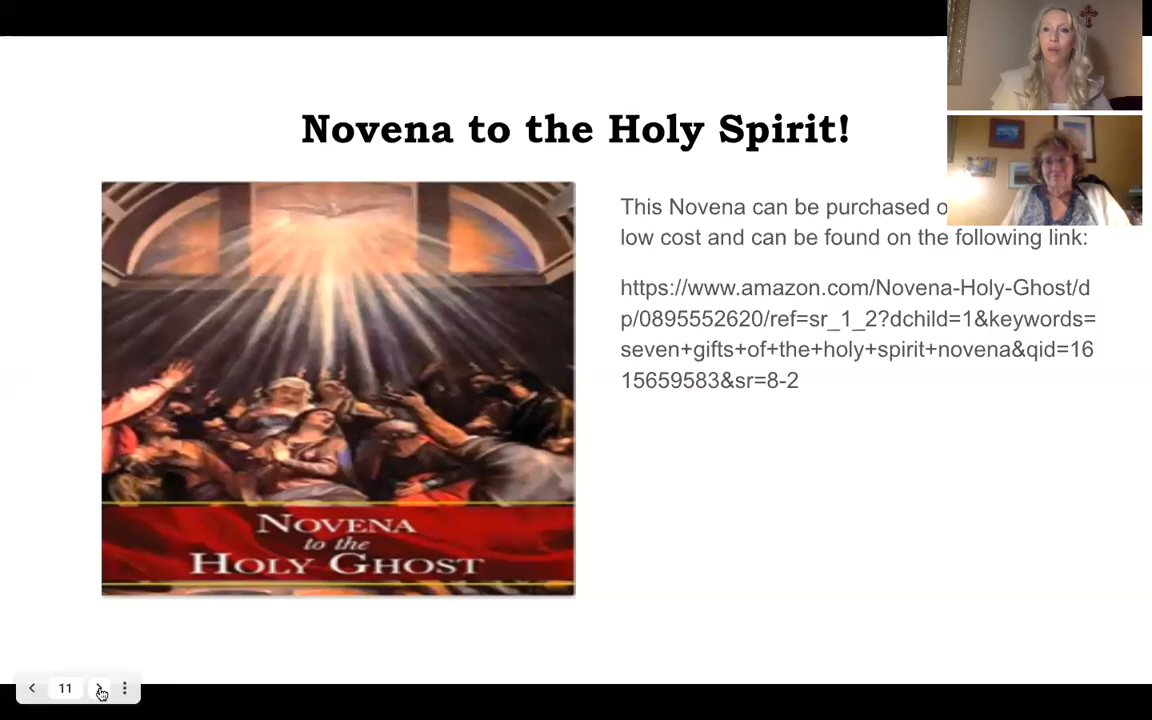 Novena to the Holy Spirit!
This Novena can be purchased
low cost and can be found on the following link:
https://www.amazon.com/Novena-Holy-Ghost/d
p/0895552620/ref=sr_1_2?dchild=1&keywords=
seven+gifts+of+the+holy+spirit+novena&qid=16
15659583&sr=8-2
NOVENA
to the
HOLY GHOST
11